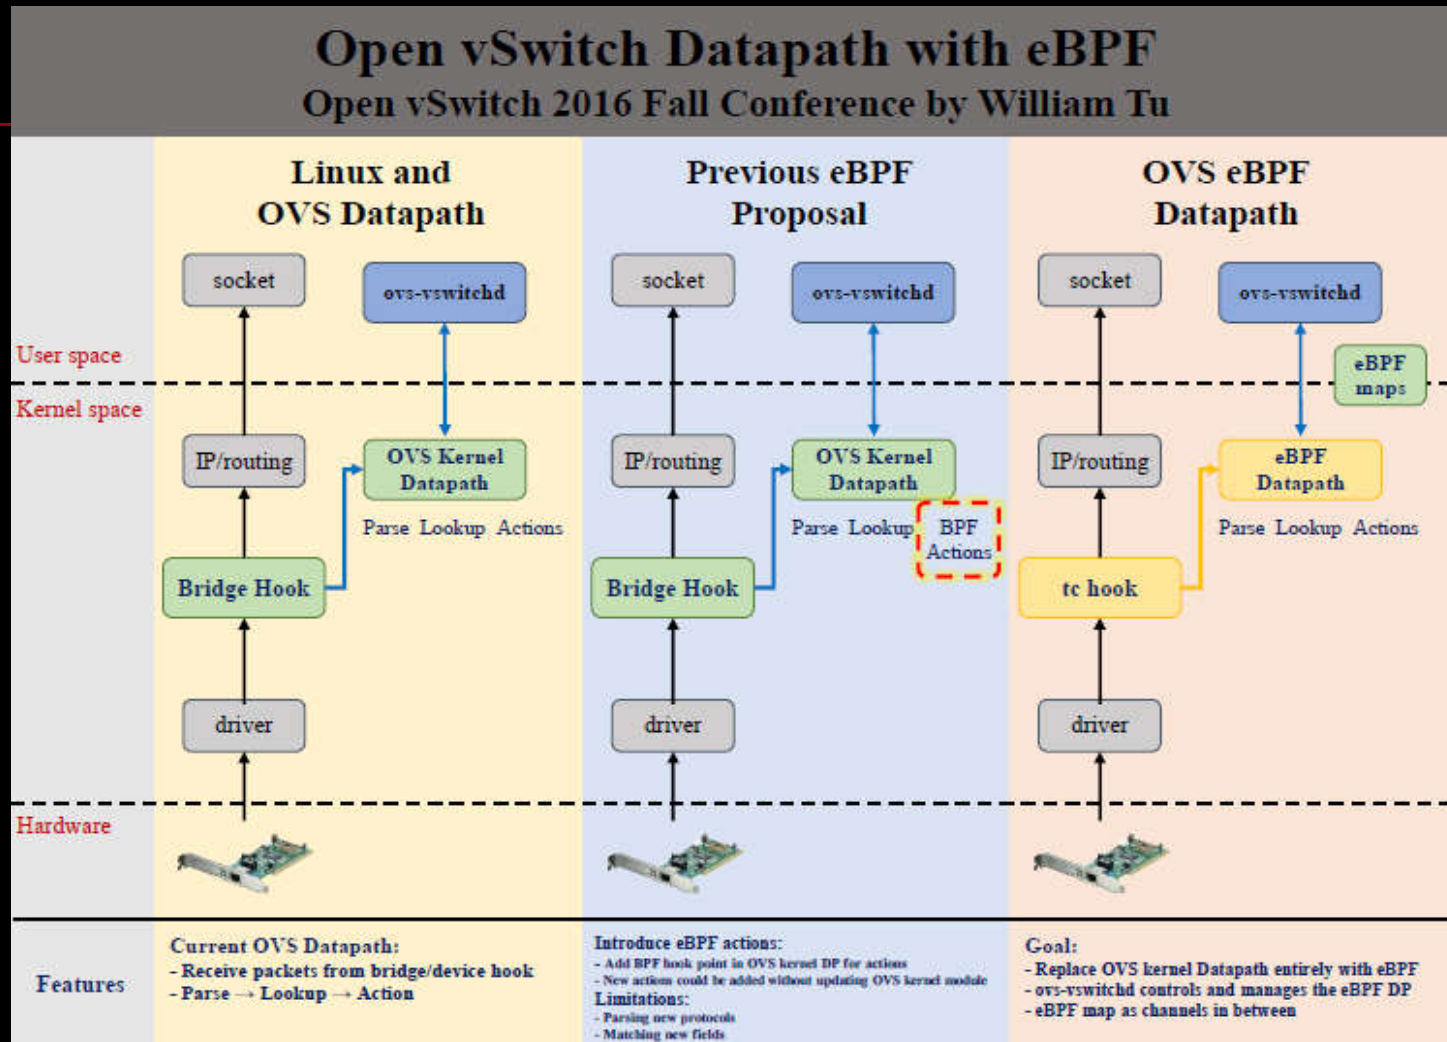 Open vSwitch Datapath with eBPF
Open vSwitch 2016 Fall Conference by William Tu
Linux and
OVS Datapath
socket
ovs-vswitchd
User space
Kernel space
IP/routing
OVS Kernel
Datapath
Parse Lookup Actions
Bridge Hook
driver
Hardware
Previous eBPF
Proposal
socket
ovs-vswitchd
IP/routing
OVS Kernel
Datapath
Parse Lookup
BPF
Actions
Bridge Hook
driver
OVS eBPF
Datapath
socket
ovs-vswitchd
eBPF
maps
IP/routing
eBPF
Datapath
Parse Lookup Actions
tc hook
driver
Features
Current OVS Datapath:
- Receive packets from bridge/device hook
- Parse → Lookup → Action
Introduce eBPF actions:
- Add BPF hook point in OVS kernel DP for actions
- New actions could be added without updating OVS kernel module
Limitations:
- Parsing new protocols
- Matching new fields
Goal:
- Replace OVS kernel Datapath entirely with eBPF
- ovs-vswitchd controls and manages the eBPF DP
- eBPF map as channels in between